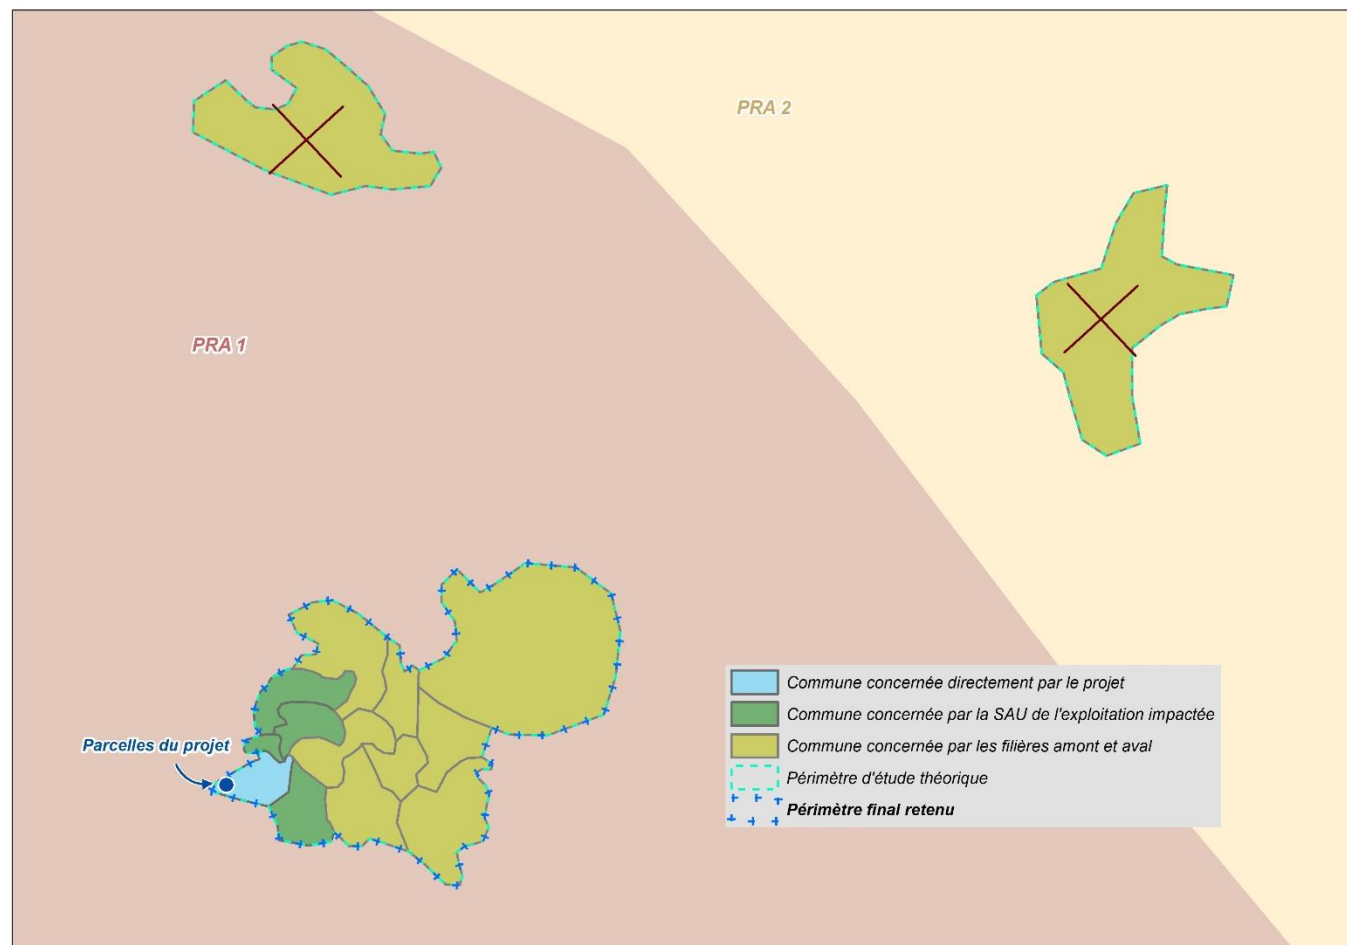 PRA 2
PRA 1
Parcelles du projet
Commune concernée directement par le projet
Commune concernée par la SAU de l'exploitation impactée
Commune concernée par les filières amont et aval
Périmètre d'étude théorique
Périmètre final retenu